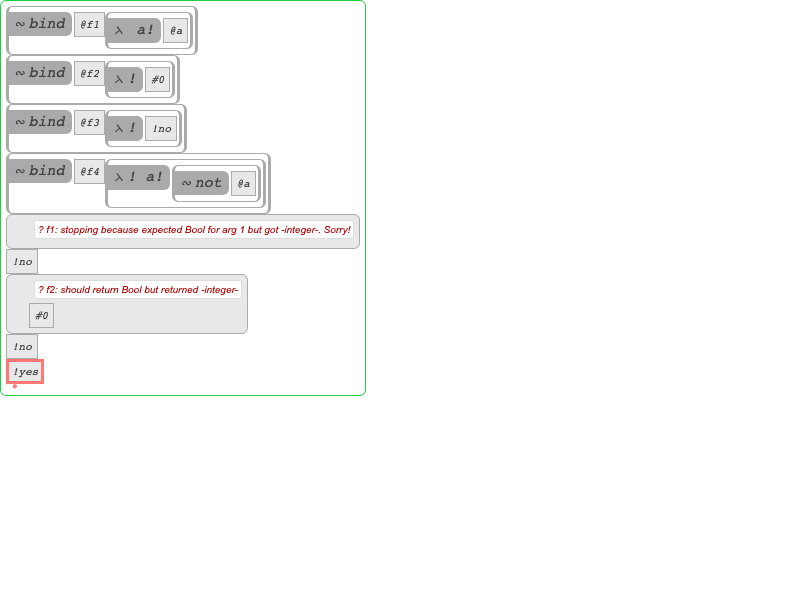 ∾ bind @f1 λ a! @a
∾ bind @f2 λ ! #0
∾ bind @f3 λ ! !no
∾ bind @f4 λ ! a! ∾ not @a
? f1: stopping because expected Bool for arg 1 but got -integer-. Sorry!
!no
? f2: should return Bool but returned -integer-
#0
!no
!yes